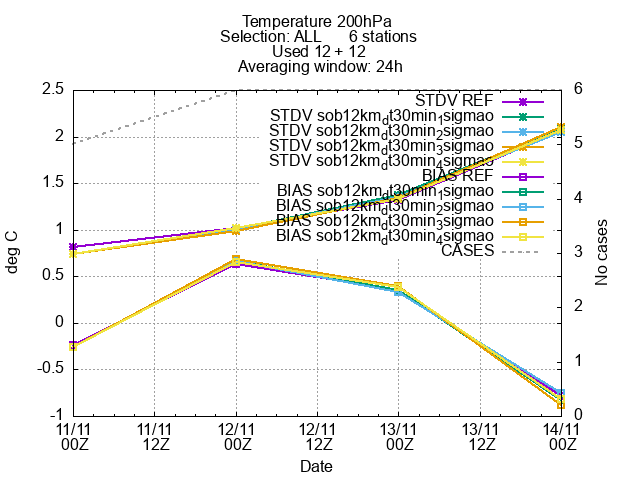 Temperature 200hPa
Selection: ALL 6 stations
Used 12 + 12
Averaging window: 24h
STDV REF
STDV sob12km_dt30min_1sigmao
STDV sob12km_dt30min_2sigmao
STDV sob12km_dt30min_3sigmao
STDV sob12km_dt30min_4sigmao
BIAS REF
BIAS sob12km_dt30min_1sigmao
BIAS sob12km_dt30min_2sigmao
BIAS sob12km_dt30min_3sigmao
BIAS sob12km_dt30min_4sigmao
CASES
2.5
2
1.5
1
0.5
0
-0.5
-1
deg C
6
5
4
3
2
1
0
No cases
11/11 11/11 12/11 12/11 13/11 13/11 14/11
00Z 12Z 00Z 12Z 00Z 12Z 00Z
Date